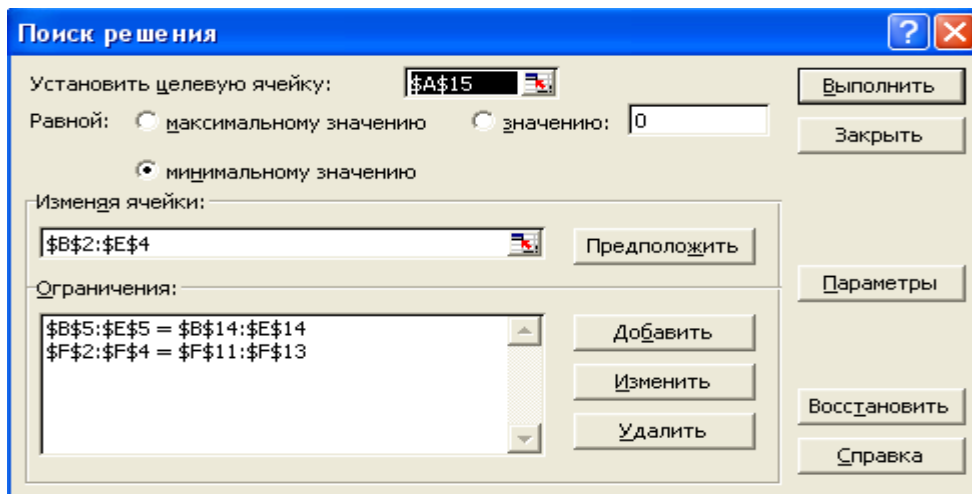 Поиск решения
Установить целевую ячейку: $A$15 Выполнить
Равной: максимальному значению значению: 0 Закрыть
минимальному значению
Изменяя ячейки:
$B$2:$E$4 Предположить
Ограничения: Параметры
$B$5:$E$5 = $B$14:$E$14 Добавить
$F$2:$F$4 = $F$11:$F$13
Изменить
Восстановить
Удалить
Справка